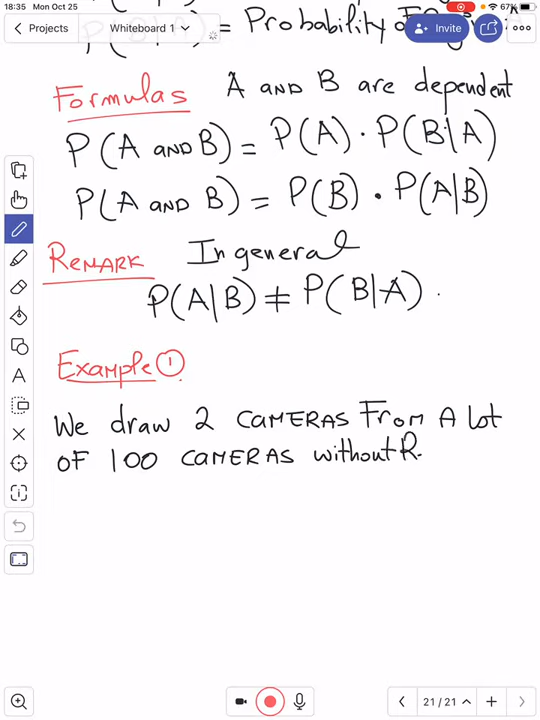 18:35 Mon Oct 25
67%
Projects
Whiteboard 1
Invite
= Probability of
Formulas A AND B are dependent
P(A AND B) = P(A) · P(B|A)
P(A AND B) = P(B) · P(A|B)
REMARK In general
P(A|B) ≠ P(B|A) .
Example ①
We draw 2 CAMERAS FROM A lot
OF 100 CAMERAS without R
21/21